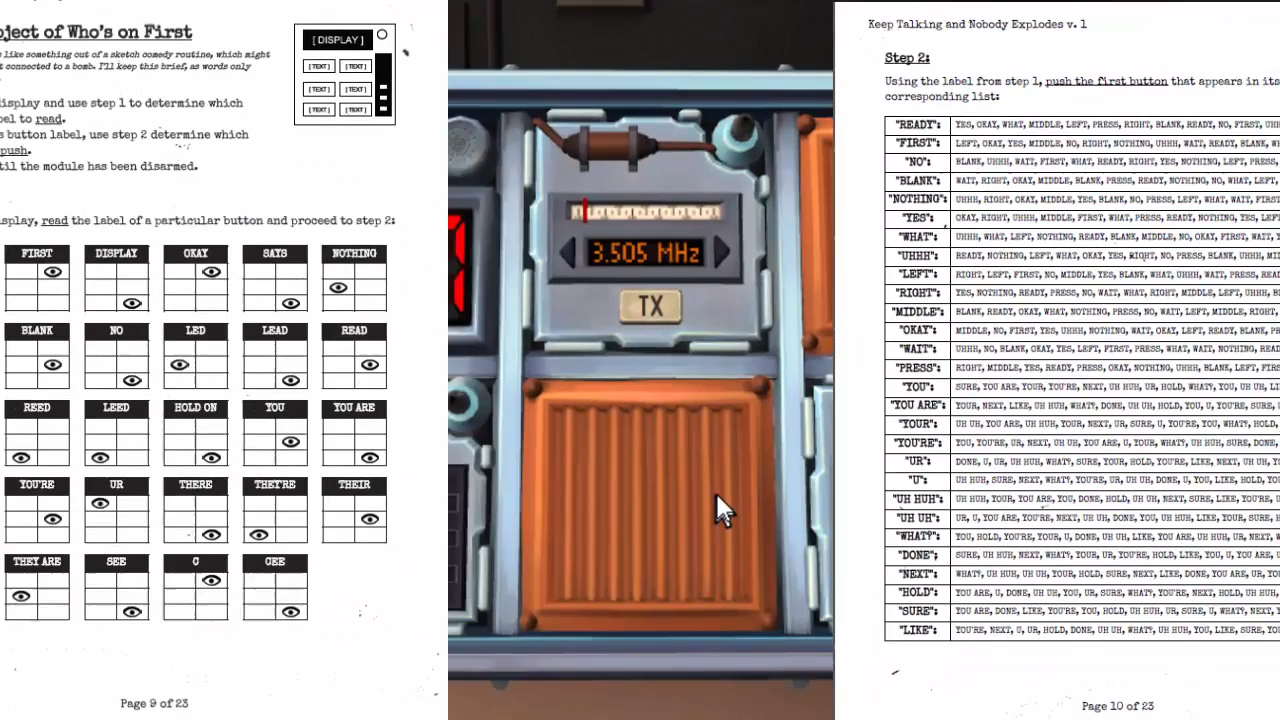 oject of Who's on First
s like something out of a sketch comedy routine, which might
t connected to a bomb. I'll keep this brief, as words only
isplay and use step 1 to determine which
bel to read.
s button label, use step 2 determine which
push.
til the module has been disarmed.
[ DISPLAY ]
[TEXT] [TEXT]
[TEXT] [TEXT]
[TEXT] [TEXT]
splay, read the label of a particular button and proceed to step 2:
FIRST DISPLAY OKAY SAYS NOTHING
BLANK NO LED LEAD READ
REED LEED HOLD ON YOU YOU ARE
YOU'RE UR THERE THEY'RE THEIR
THEY ARE SEE C CEE
Page 9 of 23
3.505 MHz
TX
Keep Talking and Nobody Explodes v. 1
Step 2:
Using the label from step 1, push the first button that appears in its
corresponding list:
"READY": YES, OKAY, WHAT, MIDDLE, LEFT, PRESS, RIGHT, BLANK, READY, NO, FIRST, UHH
"FIRST": LEFT, OKAY, YES, MIDDLE, NO, RIGHT, NOTHING, UHHH, WAIT, READY, BLANK, W
"NO": BLANK, UHHH, WAIT, FIRST, WHAT, READY, RIGHT, YES, NOTHING, LEFT, PRESS,
"BLANK": WAIT, RIGHT, OKAY, MIDDLE, BLANK, PRESS, READY, NOTHING, NO, WHAT, LEFT,
"NOTHING": UHHH, RIGHT, OKAY, MIDDLE, YES, BLANK, NO, PRESS, LEFT, WHAT, WAIT, FIRST
"YES": OKAY, RIGHT, UHHH, MIDDLE, FIRST, WHAT, PRESS, READY, NOTHING, YES, LEF
"WHAT": UHHH, WHAT, LEFT, NOTHING, READY, BLANK, MIDDLE, NO, OKAY, FIRST, WAIT, Y
"UHHH": READY, NOTHING, LEFT, WHAT, OKAY, YES, RIGHT, NO, PRESS, BLANK, UHHH, MI
"LEFT": RIGHT, LEFT, FIRST, NO, MIDDLE, YES, BLANK, WHAT, UHHH, WAIT, PRESS, READ
"RIGHT": YES, NOTHING, READY, PRESS, NO, WAIT, WHAT, RIGHT, MIDDLE, LEFT, UHHH, B
"MIDDLE": BLANK, READY, OKAY, WHAT, NOTHING, PRESS, NO, WAIT, LEFT, MIDDLE, RIGHT,
"OKAY": MIDDLE, NO, FIRST, YES, UHHH, NOTHING, WAIT, OKAY, LEFT, READY, BLANK, P
"WAIT": UHHH, NO, BLANK, OKAY, YES, LEFT, FIRST, PRESS, WHAT, WAIT, NOTHING, READ
"PRESS": RIGHT, MIDDLE, YES, READY, PRESS, OKAY, NOTHING, UHHH, BLANK, LEFT, FIRST
"YOU": SURE, YOU ARE, YOUR, YOU'RE, NEXT, UH HUH, UR, HOLD, WHAT?, YOU, UH UH, LI
"YOU ARE": YOUR, NEXT, LIKE, UH HUH, WHAT?, DONE, UH UH, HOLD, YOU, U, YOU'RE, SURE,
"YOUR": UH UH, YOU ARE, UH HUH, YOUR, NEXT, UR, SURE, U, YOU'RE, YOU, WHAT?, HOLD,
"YOU'RE": YOU, YOU'RE, UR, NEXT, UH UH, YOU ARE, U, YOUR, WHAT?, UH HUH, SURE, DONE,
"UR": DONE, U, UR, UH HUH, WHAT?, SURE, YOUR, HOLD, YOU'RE, LIKE, NEXT, UH UH, Y
"U": UH HUH, SURE, NEXT, WHAT?, YOU'RE, UR, UH UH, DONE, U, YOU, LIKE, HOLD, YO
"UH HUH": UH HUH, YOUR, YOU ARE, YOU, DONE, HOLD, UH UH, NEXT, SURE, LIKE, YOU'RE, U
"UH UH": UR, U, YOU ARE, YOU'RE, NEXT, UH UH, DONE, YOU, UH HUH, LIKE, YOUR, SURE,
"WHAT?": YOU, HOLD, YOU'RE, YOUR, U, DONE, UH UH, LIKE, YOU ARE, UH HUH, UR, NEXT, W
"DONE": SURE, UH HUH, NEXT, WHAT?, YOUR, UR, YOU'RE, HOLD, LIKE, YOU, U, YOU ARE, U
"NEXT": WHAT?, UH HUH, UH UH, YOUR, HOLD, SURE, NEXT, LIKE, DONE, YOU ARE, UR, YO
"HOLD": YOU ARE, U, DONE, UH UH, YOU, UR, SURE, WHAT?, YOU'RE, NEXT, HOLD, UH HUH,
"SURE": YOU ARE, DONE, LIKE, YOU'RE, YOU, HOLD, UH HUH, UR, SURE, U, WHAT?, NEXT, Y
"LIKE": YOU'RE, NEXT, U, UR, HOLD, DONE, UH UH, WHAT?, UH HUH, YOU, LIKE, SURE, YO
Page 10 of 23